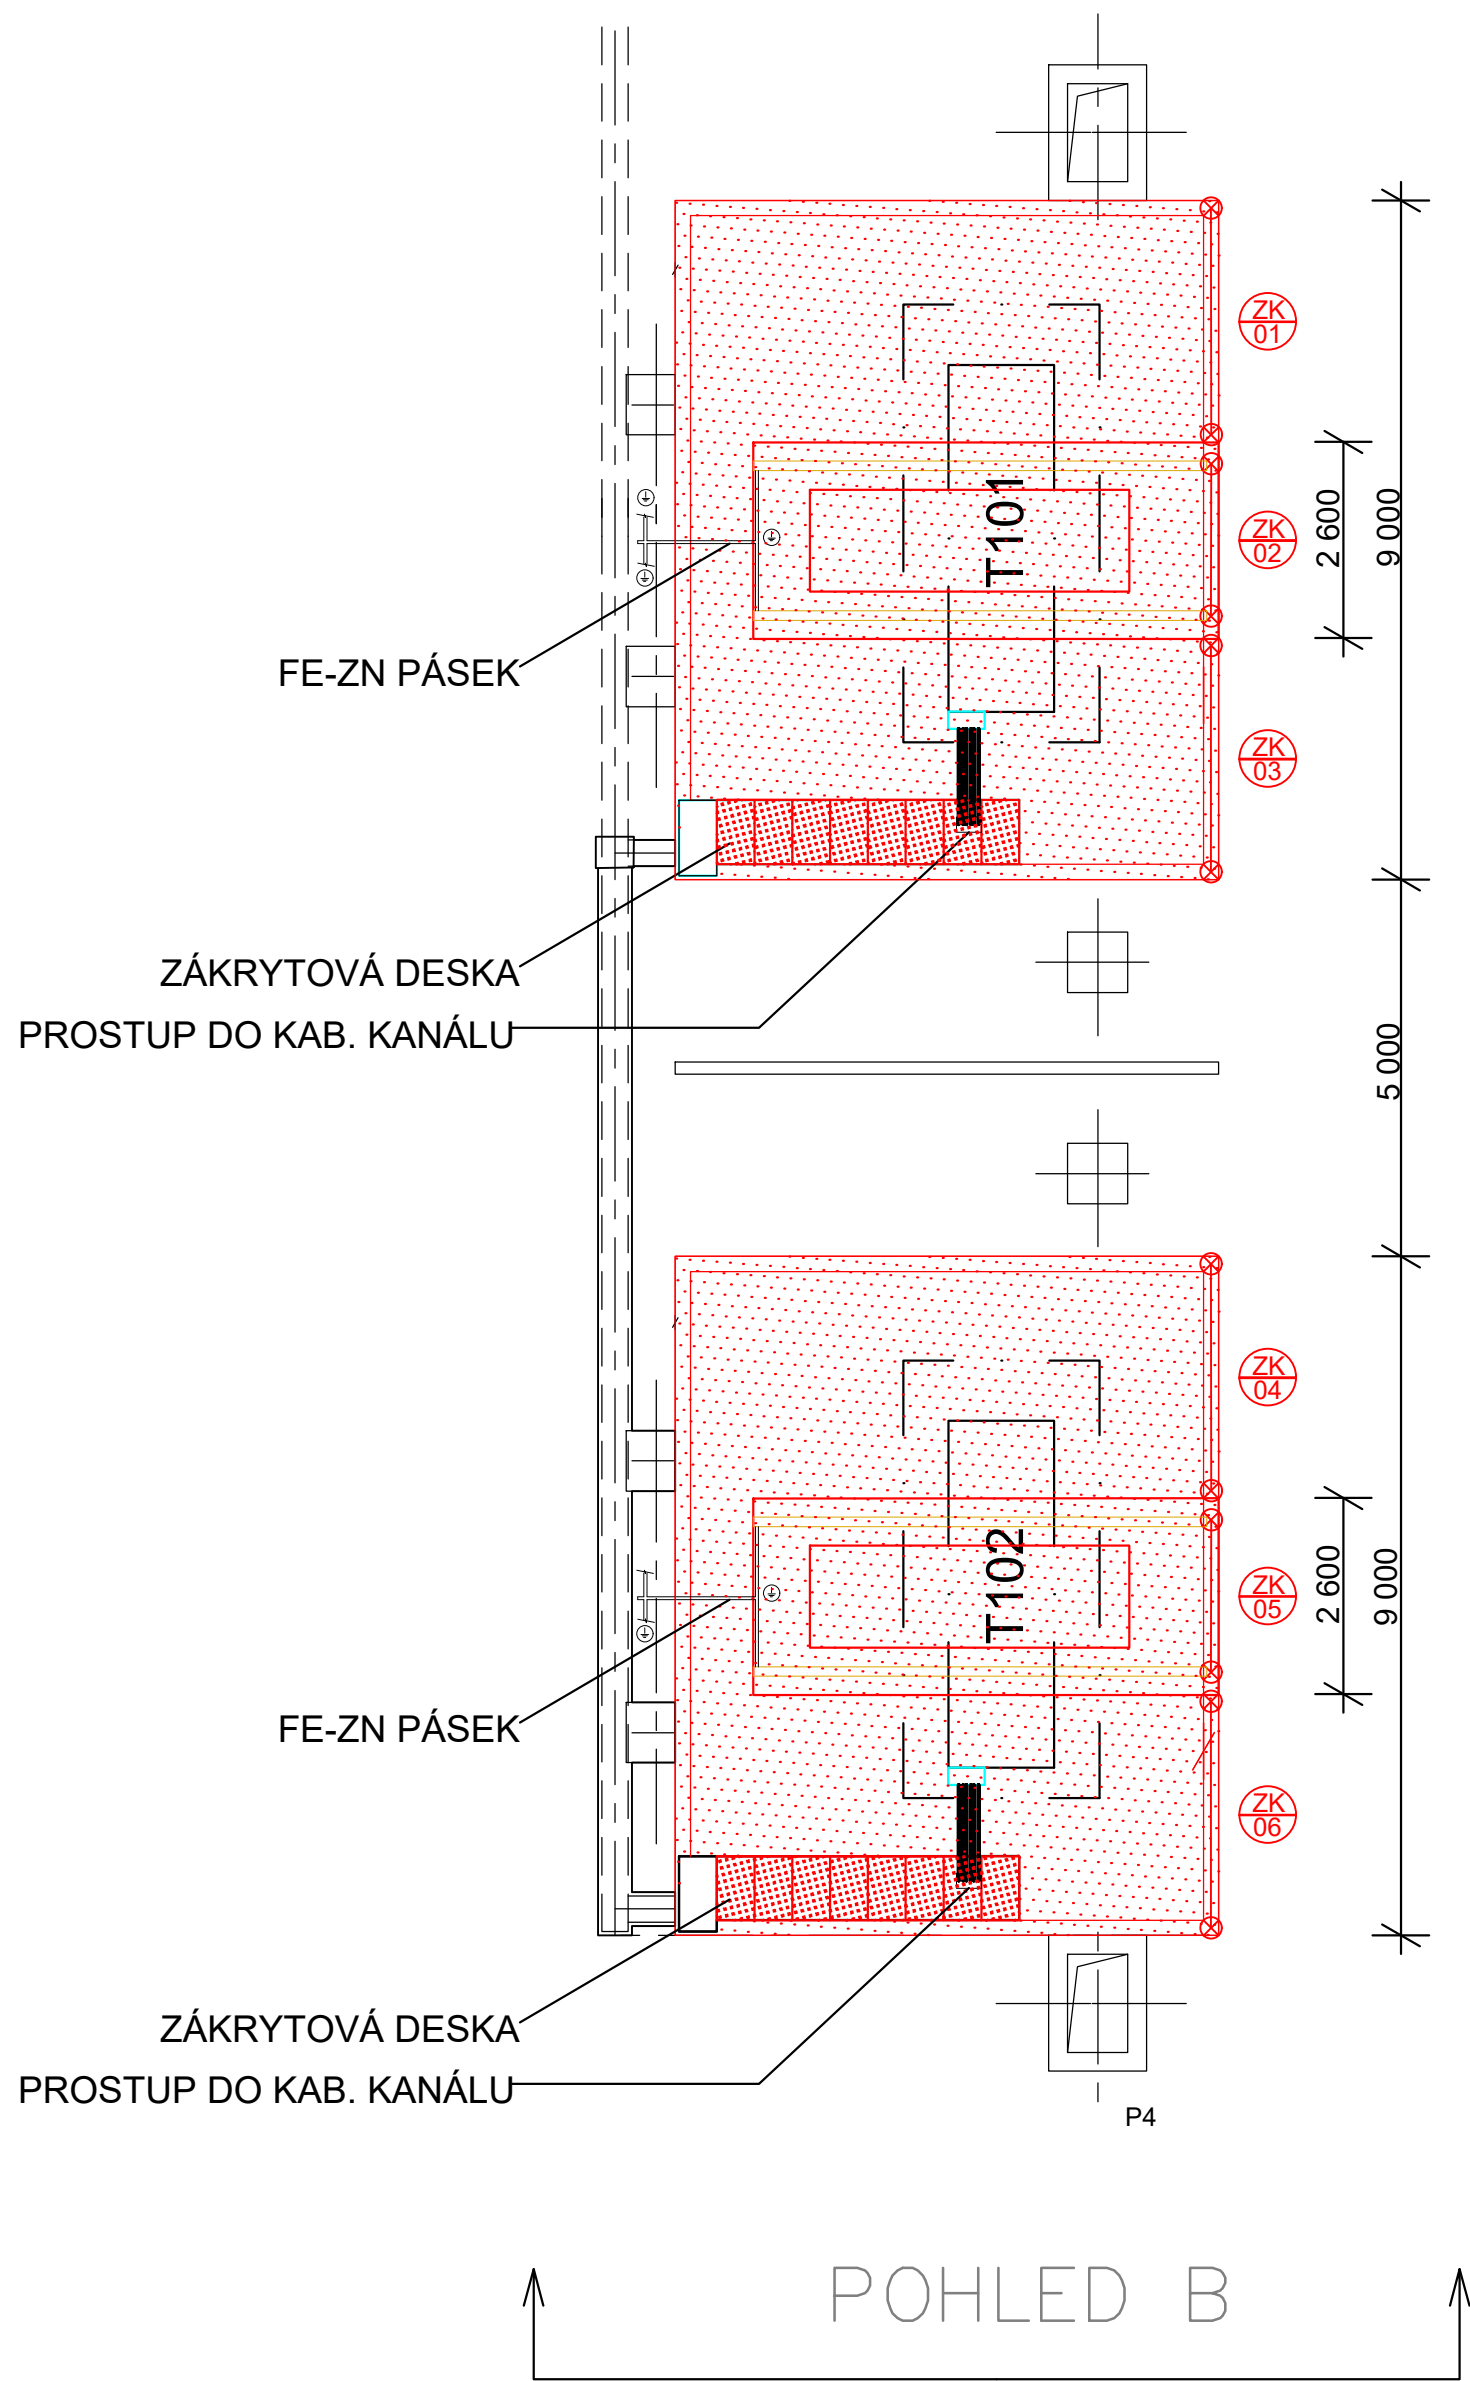 ZK
01
2 600
9 000
T101
ZK
02
FE-ZN PÁSEK
ZK
03
ZÁKRYTOVÁ DESKA
PROSTUP DO KAB. KANÁLU
5 000
ZK
04
T102
ZK
05
2 600
9 000
FE-ZN PÁSEK
ZK
06
ZÁKRYTOVÁ DESKA
PROSTUP DO KAB. KANÁLU
P4
POHLED B